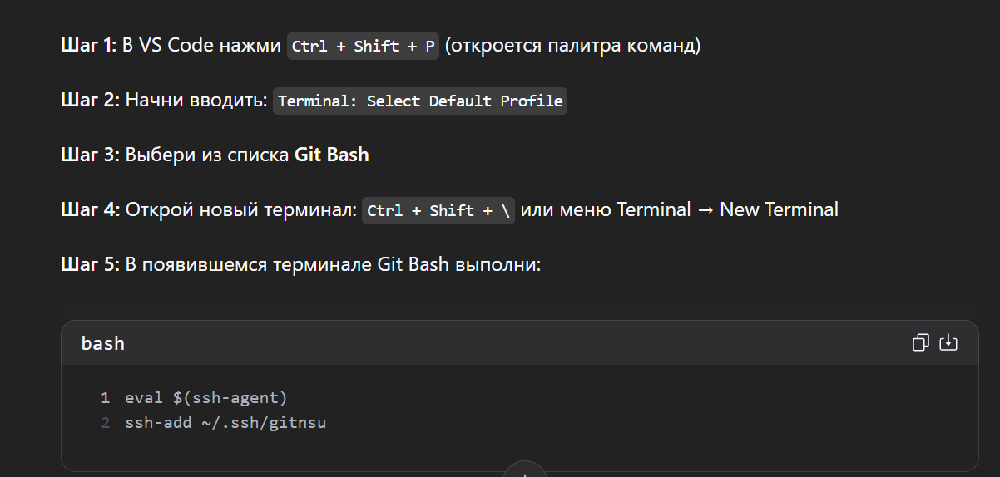 Шаг 1: В VS Code нажми Ctrl + Shift + P (откроется палитра команд)
Шаг 2: Начни вводить: Terminal: Select Default Profile
Шаг 3: Выбери из списка Git Bash
Шаг 4: Открой новый терминал: Ctrl + Shift + \ или меню Terminal → New Terminal
Шаг 5: В появившемся терминале Git Bash выполни:
bash
1 eval $(ssh-agent)
2 ssh-add ~/.ssh/gitnsu